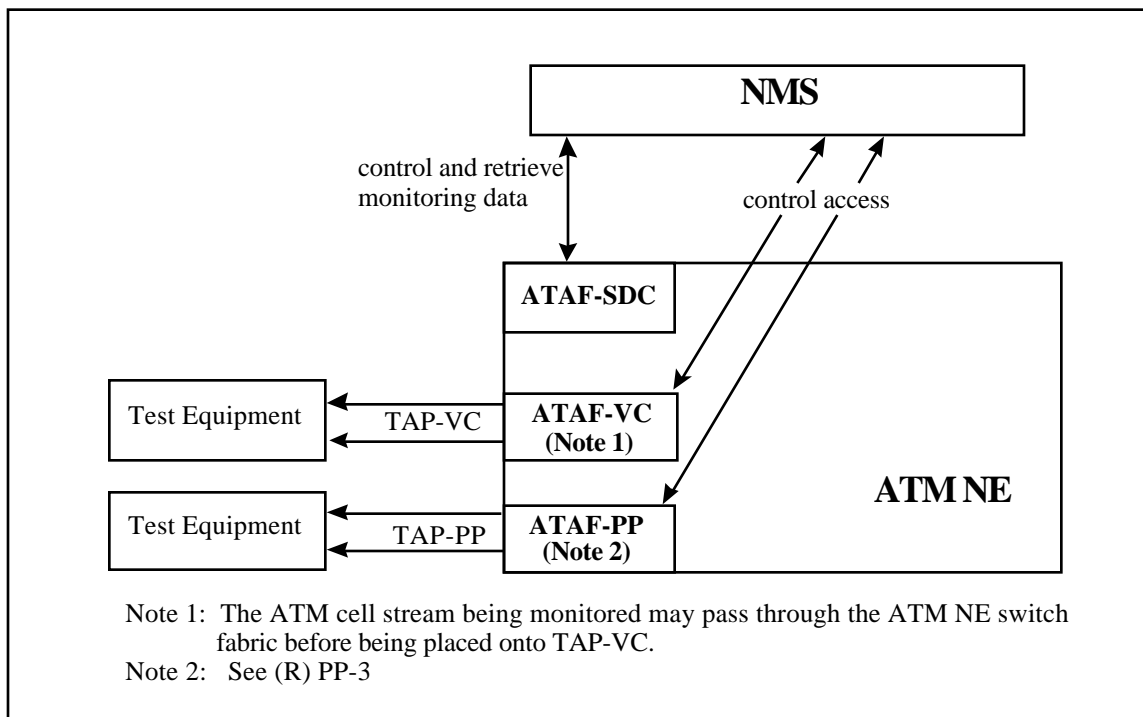 NMS
control and retrieve
monitoring data
control access
ATAF-SDC
Test Equipment
TAP-VC
ATAF-VC
(Note 1)
ATM NE
Test Equipment
TAP-PP
ATAF-PP
(Note 2)
Note 1: The ATM cell stream being monitored may pass through the ATM NE switch
fabric before being placed onto TAP-VC.
Note 2: See (R) PP-3